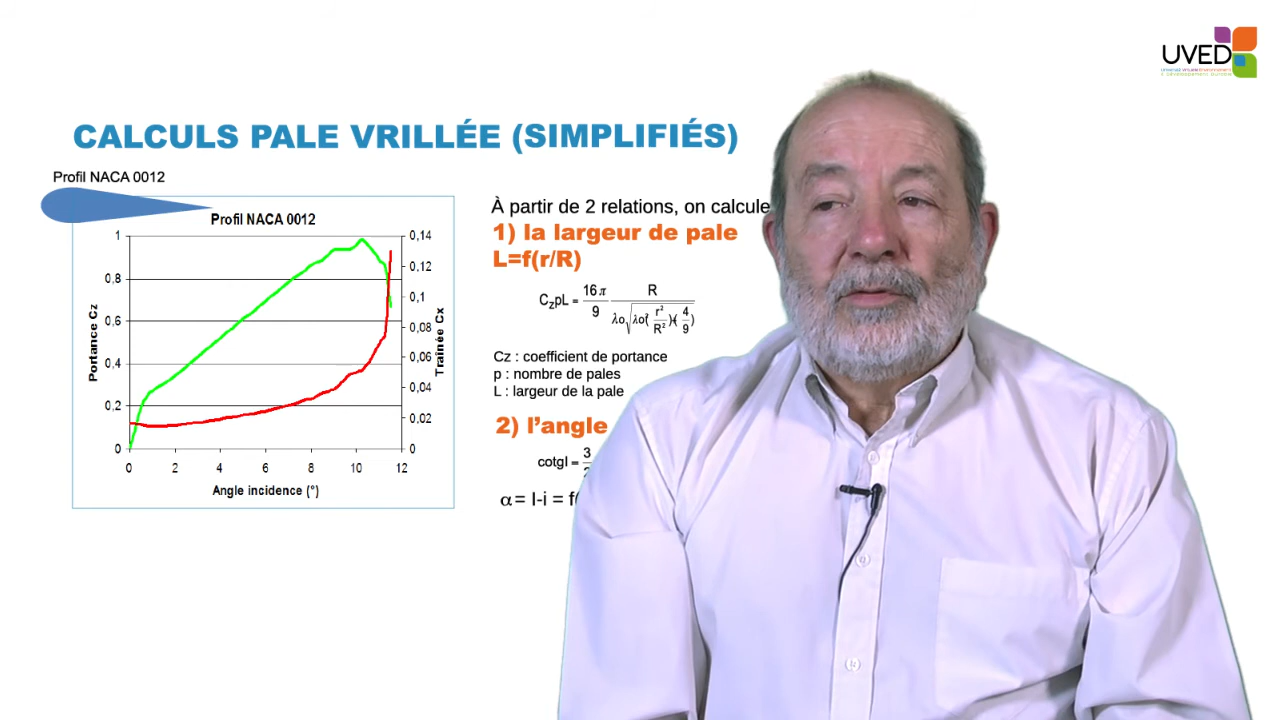 UVED
CALCULS PALE VRILLÉE (SIMPLIFIÉS)
Profil NACA 0012
Profil NACA 0012
Portance Cz
1
0,8
0,6
0,4
0,2
0
0,14
0,12
0,1
0,08
0,06
0,04
0,02
0
Trainée Cx
0 2 4 6 8 10 12
Angle incidence (°)
À partir de 2 relations, on calcule
1) la largeur de pale
L=f(r/R)
CzpL = 16π/9 R/λo√λo²(r²/R²)+(4/9)
Cz : coefficient de portance
p : nombre de pales
L : largeur de la pale
2) l’angle
cotgI = 3
α = I-i = f(